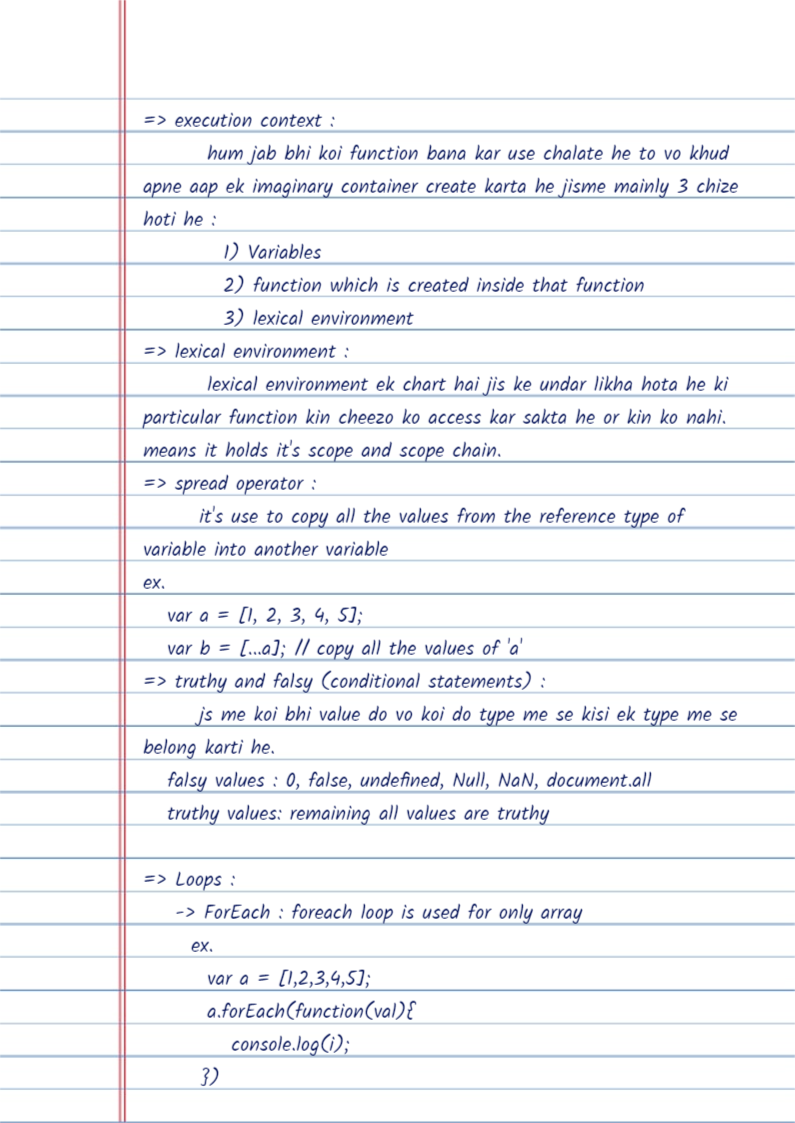 => execution context :
hum jab bhi koi function bana kar use chalate he to vo khud
apne aap ek imaginary container create karta he jisme mainly 3 chize
hoti he :
1) Variables
2) function which is created inside that function
3) lexical environment
=> lexical environment :
lexical environment ek chart hai jis ke undar likha hota he ki
particular function kin cheezo ko access kar sakta he or kin ko nahi.
means it holds it's scope and scope chain.
=> spread operator :
it's use to copy all the values from the reference type of
variable into another variable
ex.
var a = [1, 2, 3, 4, 5];
var b = [...a]; // copy all the values of 'a'
=> truthy and falsy (conditional statements) :
js me koi bhi value do vo koi do type me se kisi ek type me se
belong karti he.
falsy values : 0, false, undefined, Null, NaN, document.all
truthy values: remaining all values are truthy
=> Loops :
-> ForEach : foreach loop is used for only array
ex.
var a = [1,2,3,4,5];
a.forEach(function(val){
console.log(i);
})